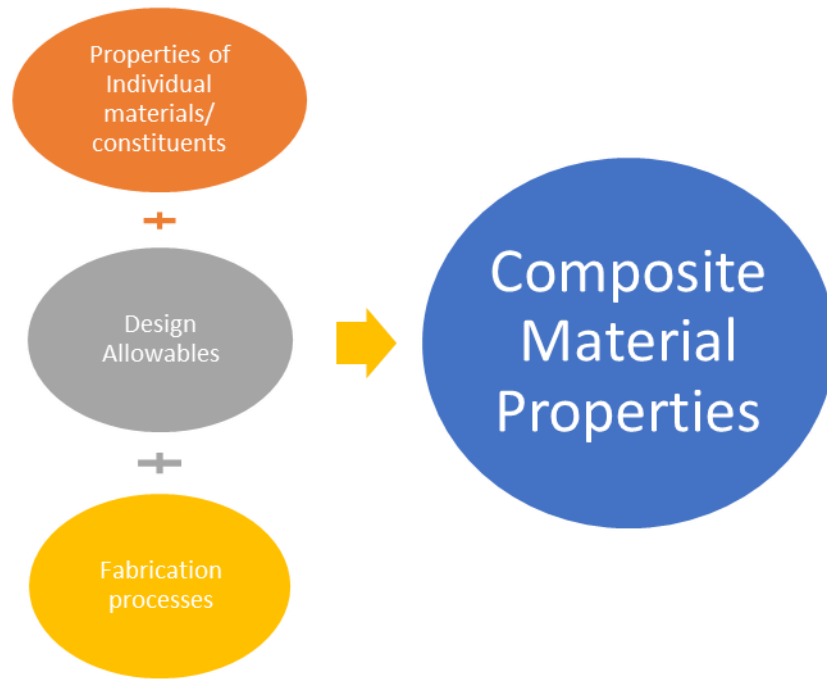 Properties of
Individual
materials/
constituents
+
Design
Allowables
+
Fabrication
processes
Composite
Material
Properties